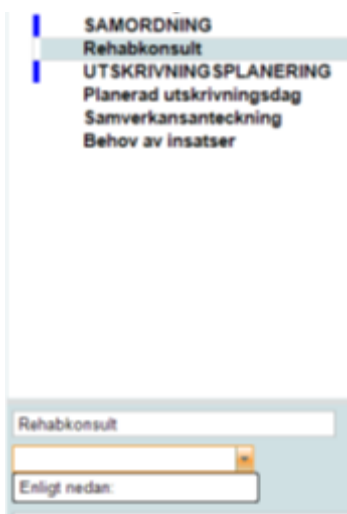 SAMORDNING
Rehabkonsult
UTSKRIVNINGSPLANERING
Planerad utskrivningsdag
Samverkansanteckning
Behov av insatser
Rehabkonsult
Enligt nedan: